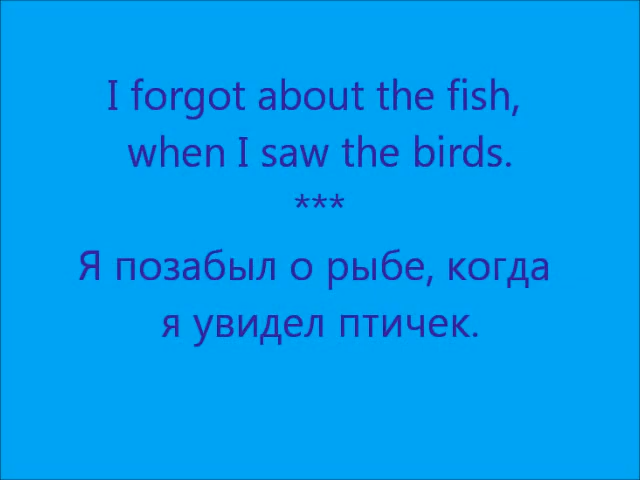 I forgot about the fish,
when I saw the birds.
***
Я позабыл о рыбе, когда
я увидел птичек.